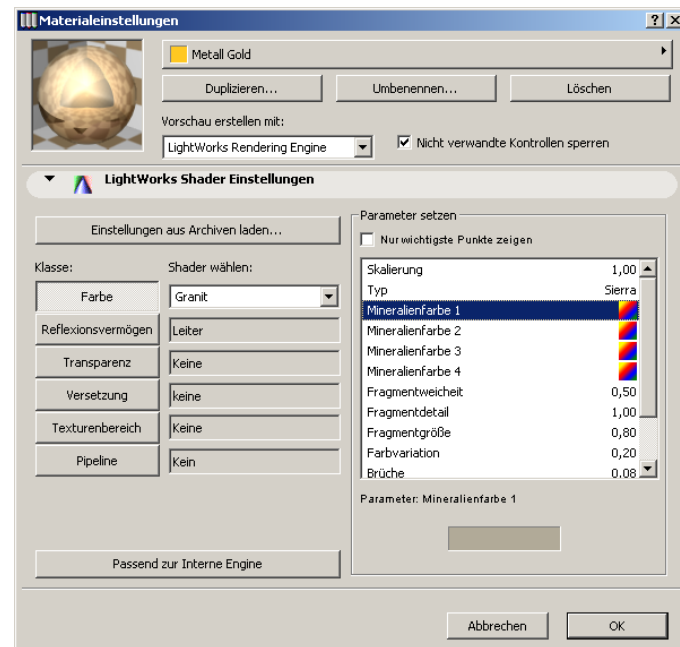 Materialeinstellungen
Metall Gold
Duplizieren...
Umbenennen...
Löschen
Vorschau erstellen mit:
LightWorks Rendering Engine
Nicht verwandte Kontrollen sperren
LightWorks Shader Einstellungen
Einstellungen aus Archiven laden...
Klasse:
Shader wählen:
Farbe
Granit
Reflexionsvermögen
Leiter
Transparenz
Keine
Versetzung
keine
Texturenbereich
Keine
Pipeline
Kein
Passend zur Interne Engine
Parameter setzen
Nur wichtigste Punkte zeigen
Skalierung 1,00
Typ Sierra
Mineralienfarbe 1
Mineralienfarbe 2
Mineralienfarbe 3
Mineralienfarbe 4
Fragmentweicheit 0,50
Fragmentdetail 1,00
Fragmentgröße 0,80
Farbvariation 0,20
Brüche 0,08
Parameter: Mineralienfarbe 1
Abbrechen
OK